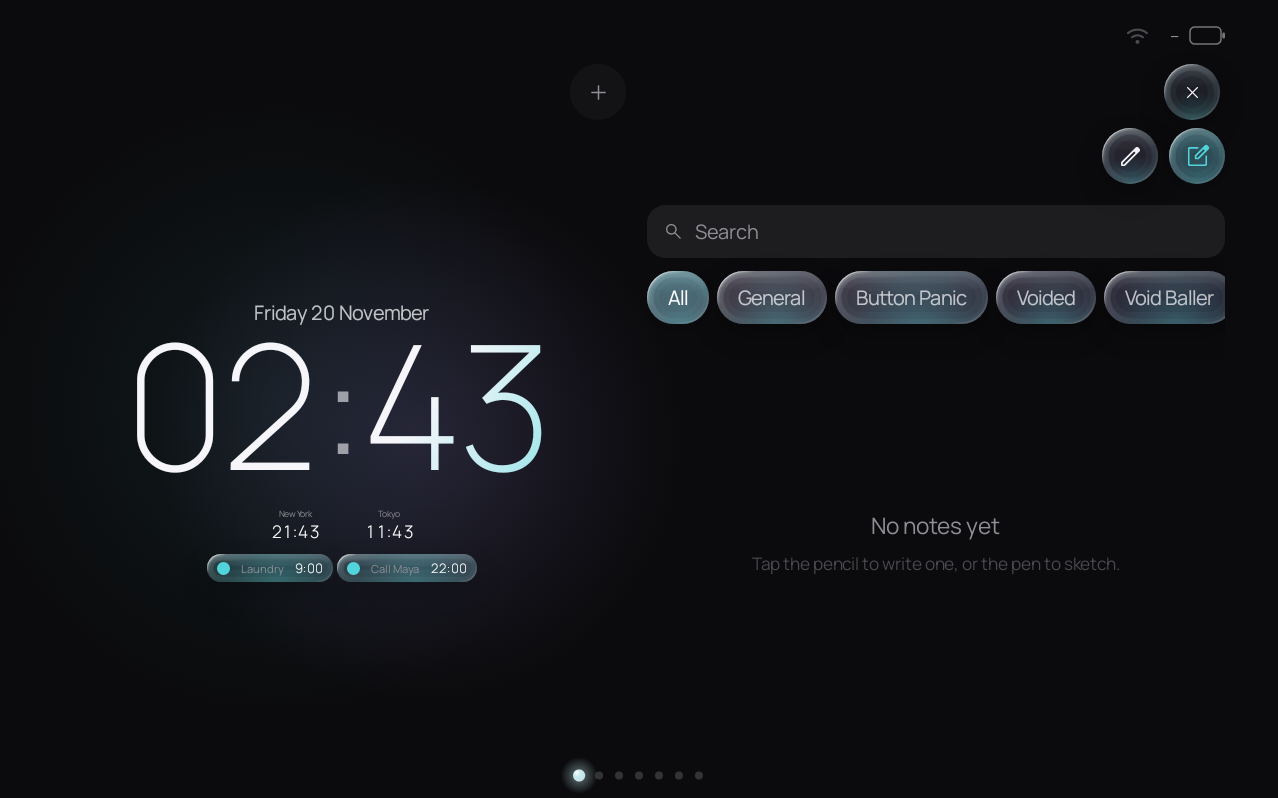 Search
All General Button Panic Voided Void Baller
Friday 20 November
02:43
New York Tokyo
21:43 11:43
Laundry 9:00 Call Maya 22:00
No notes yet
Tap the pencil to write one, or the pen to sketch.